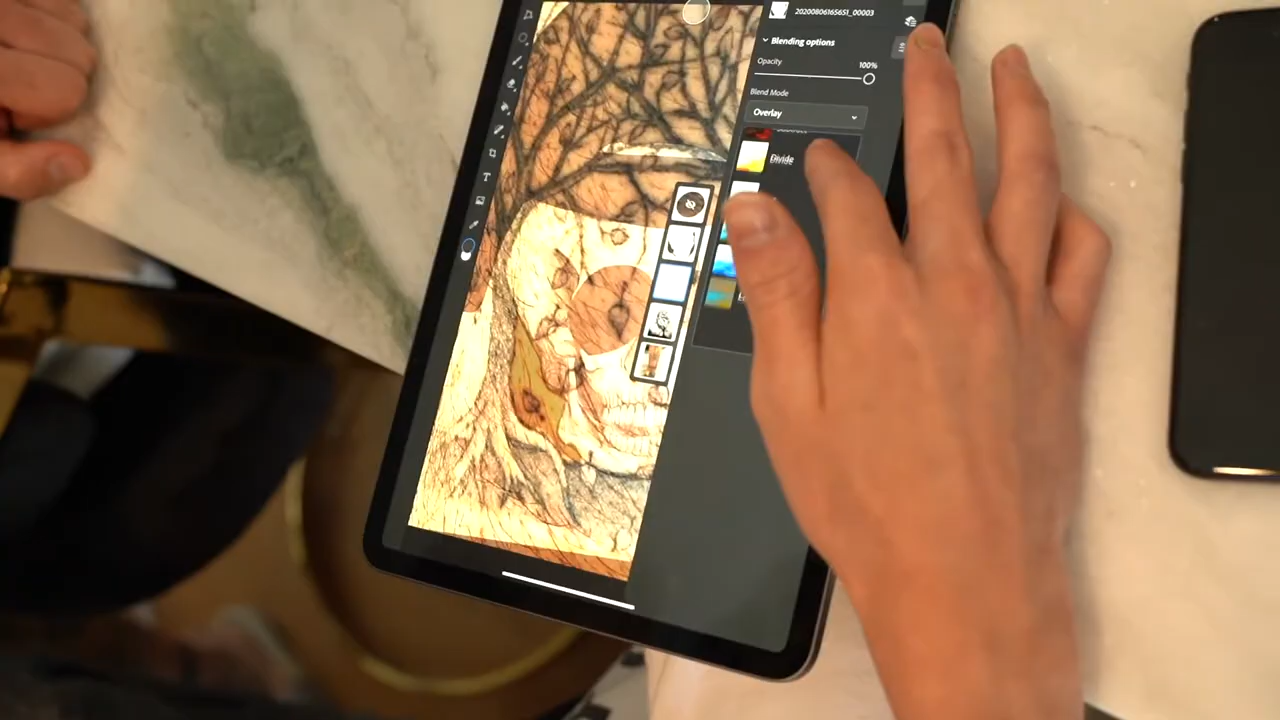 20200806165651_00003
Blending options
Opacity
100%
Blend Mode
Overlay
Divide
T